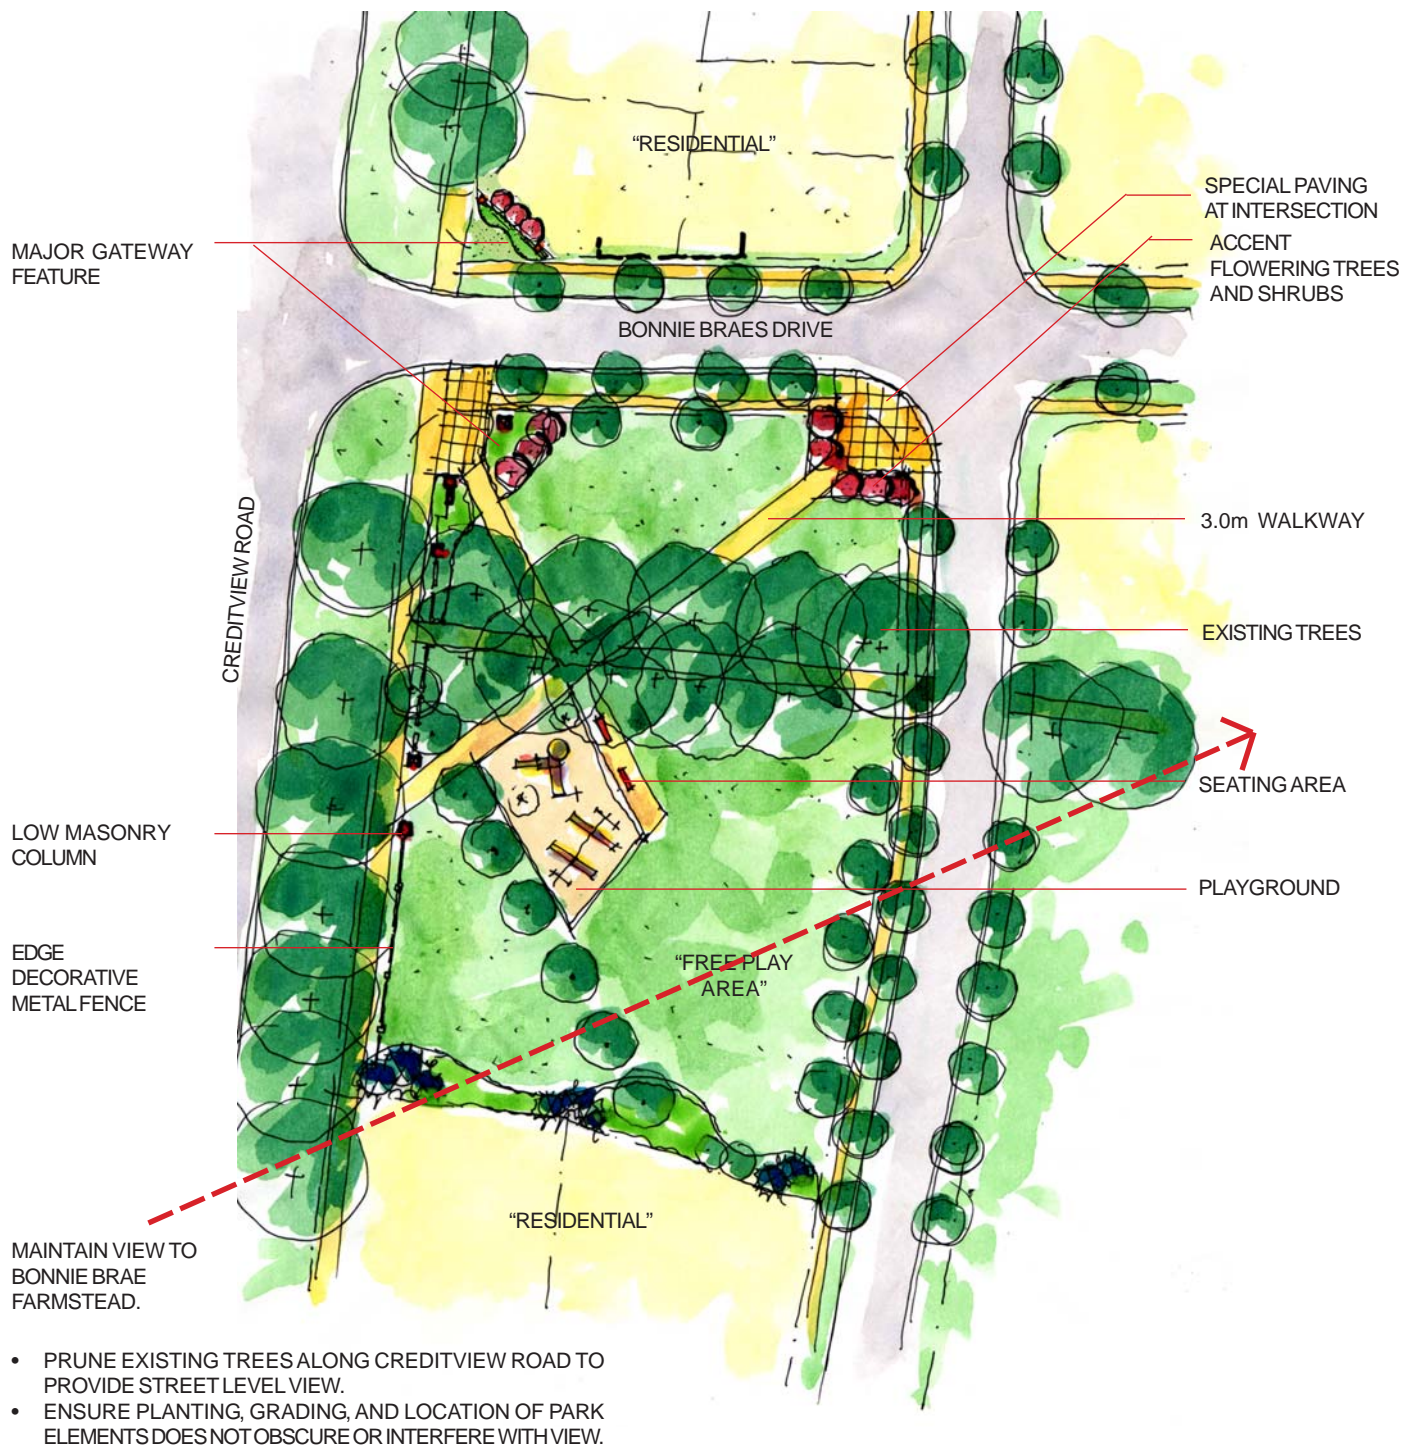 “RESIDENTIAL”
SPECIAL PAVING
AT INTERSECTION
ACCENT
FLOWERING TREES
AND SHRUBS
MAJOR GATEWAY
FEATURE
BONNIE BRAES DRIVE
CREDITVIEW ROAD
3.0m WALKWAY
EXISTING TREES
SEATING AREA
LOW MASONRY
COLUMN
PLAYGROUND
EDGE
DECORATIVE
METAL FENCE
“FREE PLAY
AREA”
“RESIDENTIAL”
MAINTAIN VIEW TO
BONNIE BRAE
FARMSTEAD.
• PRUNE EXISTING TREES ALONG CREDITVIEW ROAD TO
PROVIDE STREET LEVEL VIEW.
• ENSURE PLANTING, GRADING, AND LOCATION OF PARK
ELEMENTS DOES NOT OBSCURE OR INTERFERE WITH VIEW.